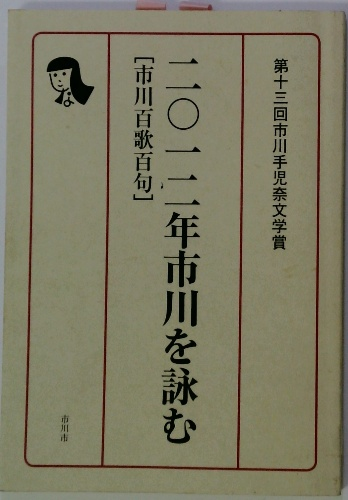 第十三回市川手児奈文学賞
二〇一二年市川を詠む
[市川百歌百句]
な
市川市